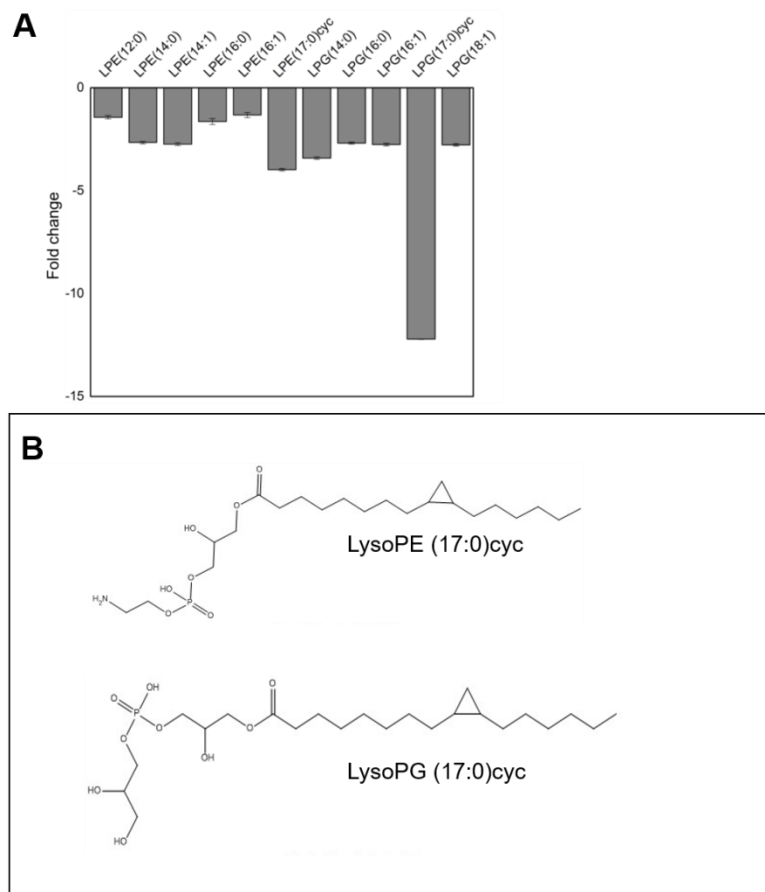 A
LPE(12:0)
LPE(14:0)
LPE(14:1)
LPE(16:0)
LPE(16:1)
LPE(17:0)cyc
LPG(14:0)
LPG(16:0)
LPG(16:1)
LPG(17:0)cyc
LPG(18:1)
0
-5
-10
-15
Fold change
B
O
O
HO
O
HO
P
O
O
H₂N
LysoPE (17:0)cyc
O
OH
P
O
O
O
O
OH
HO
HO
LysoPG (17:0)cyc